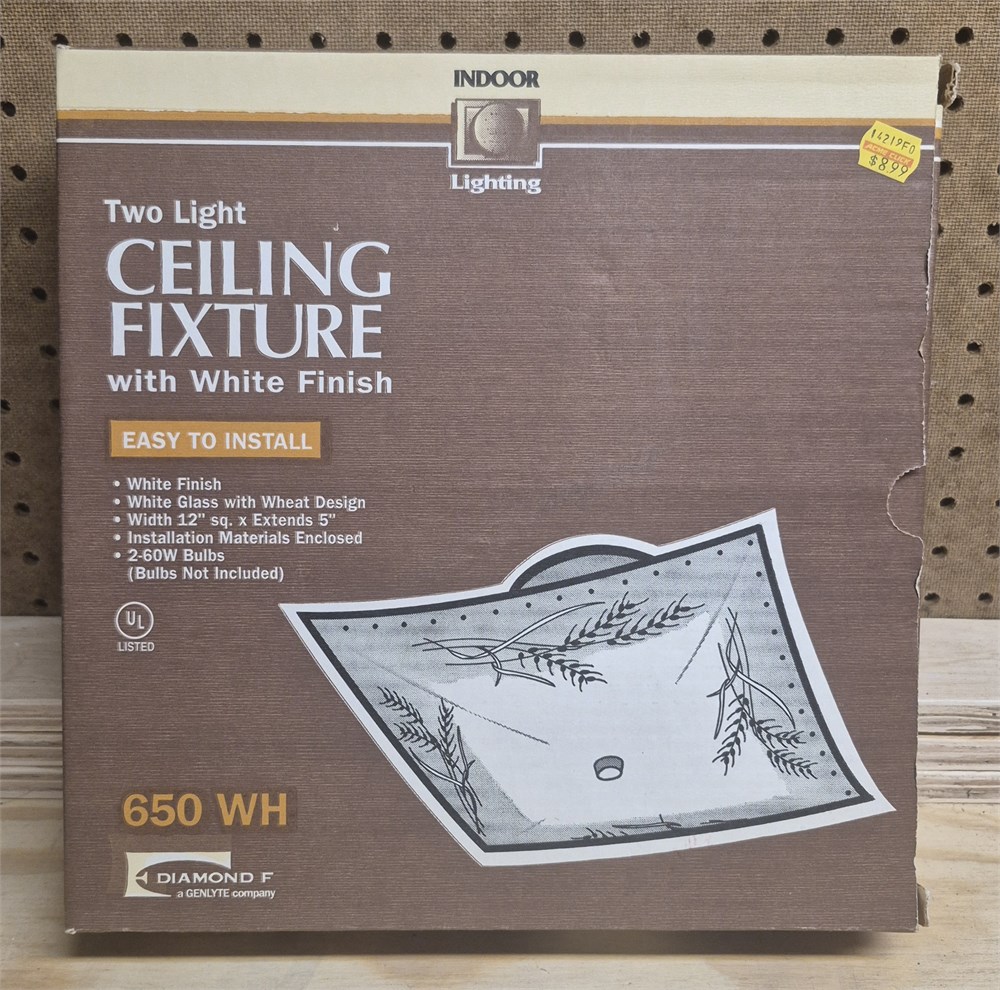 INDOOR
Lighting
14219F0
ACME CLICK
$8.99
Two Light
CEILING
FIXTURE
with White Finish
EASY TO INSTALL
• White Finish
• White Glass with Wheat Design
• Width 12" sq. x Extends 5"
• Installation Materials Enclosed
• 2-60W Bulbs
(Bulbs Not Included)
UL
LISTED
650 WH
DIAMOND F
a GENLYTE company